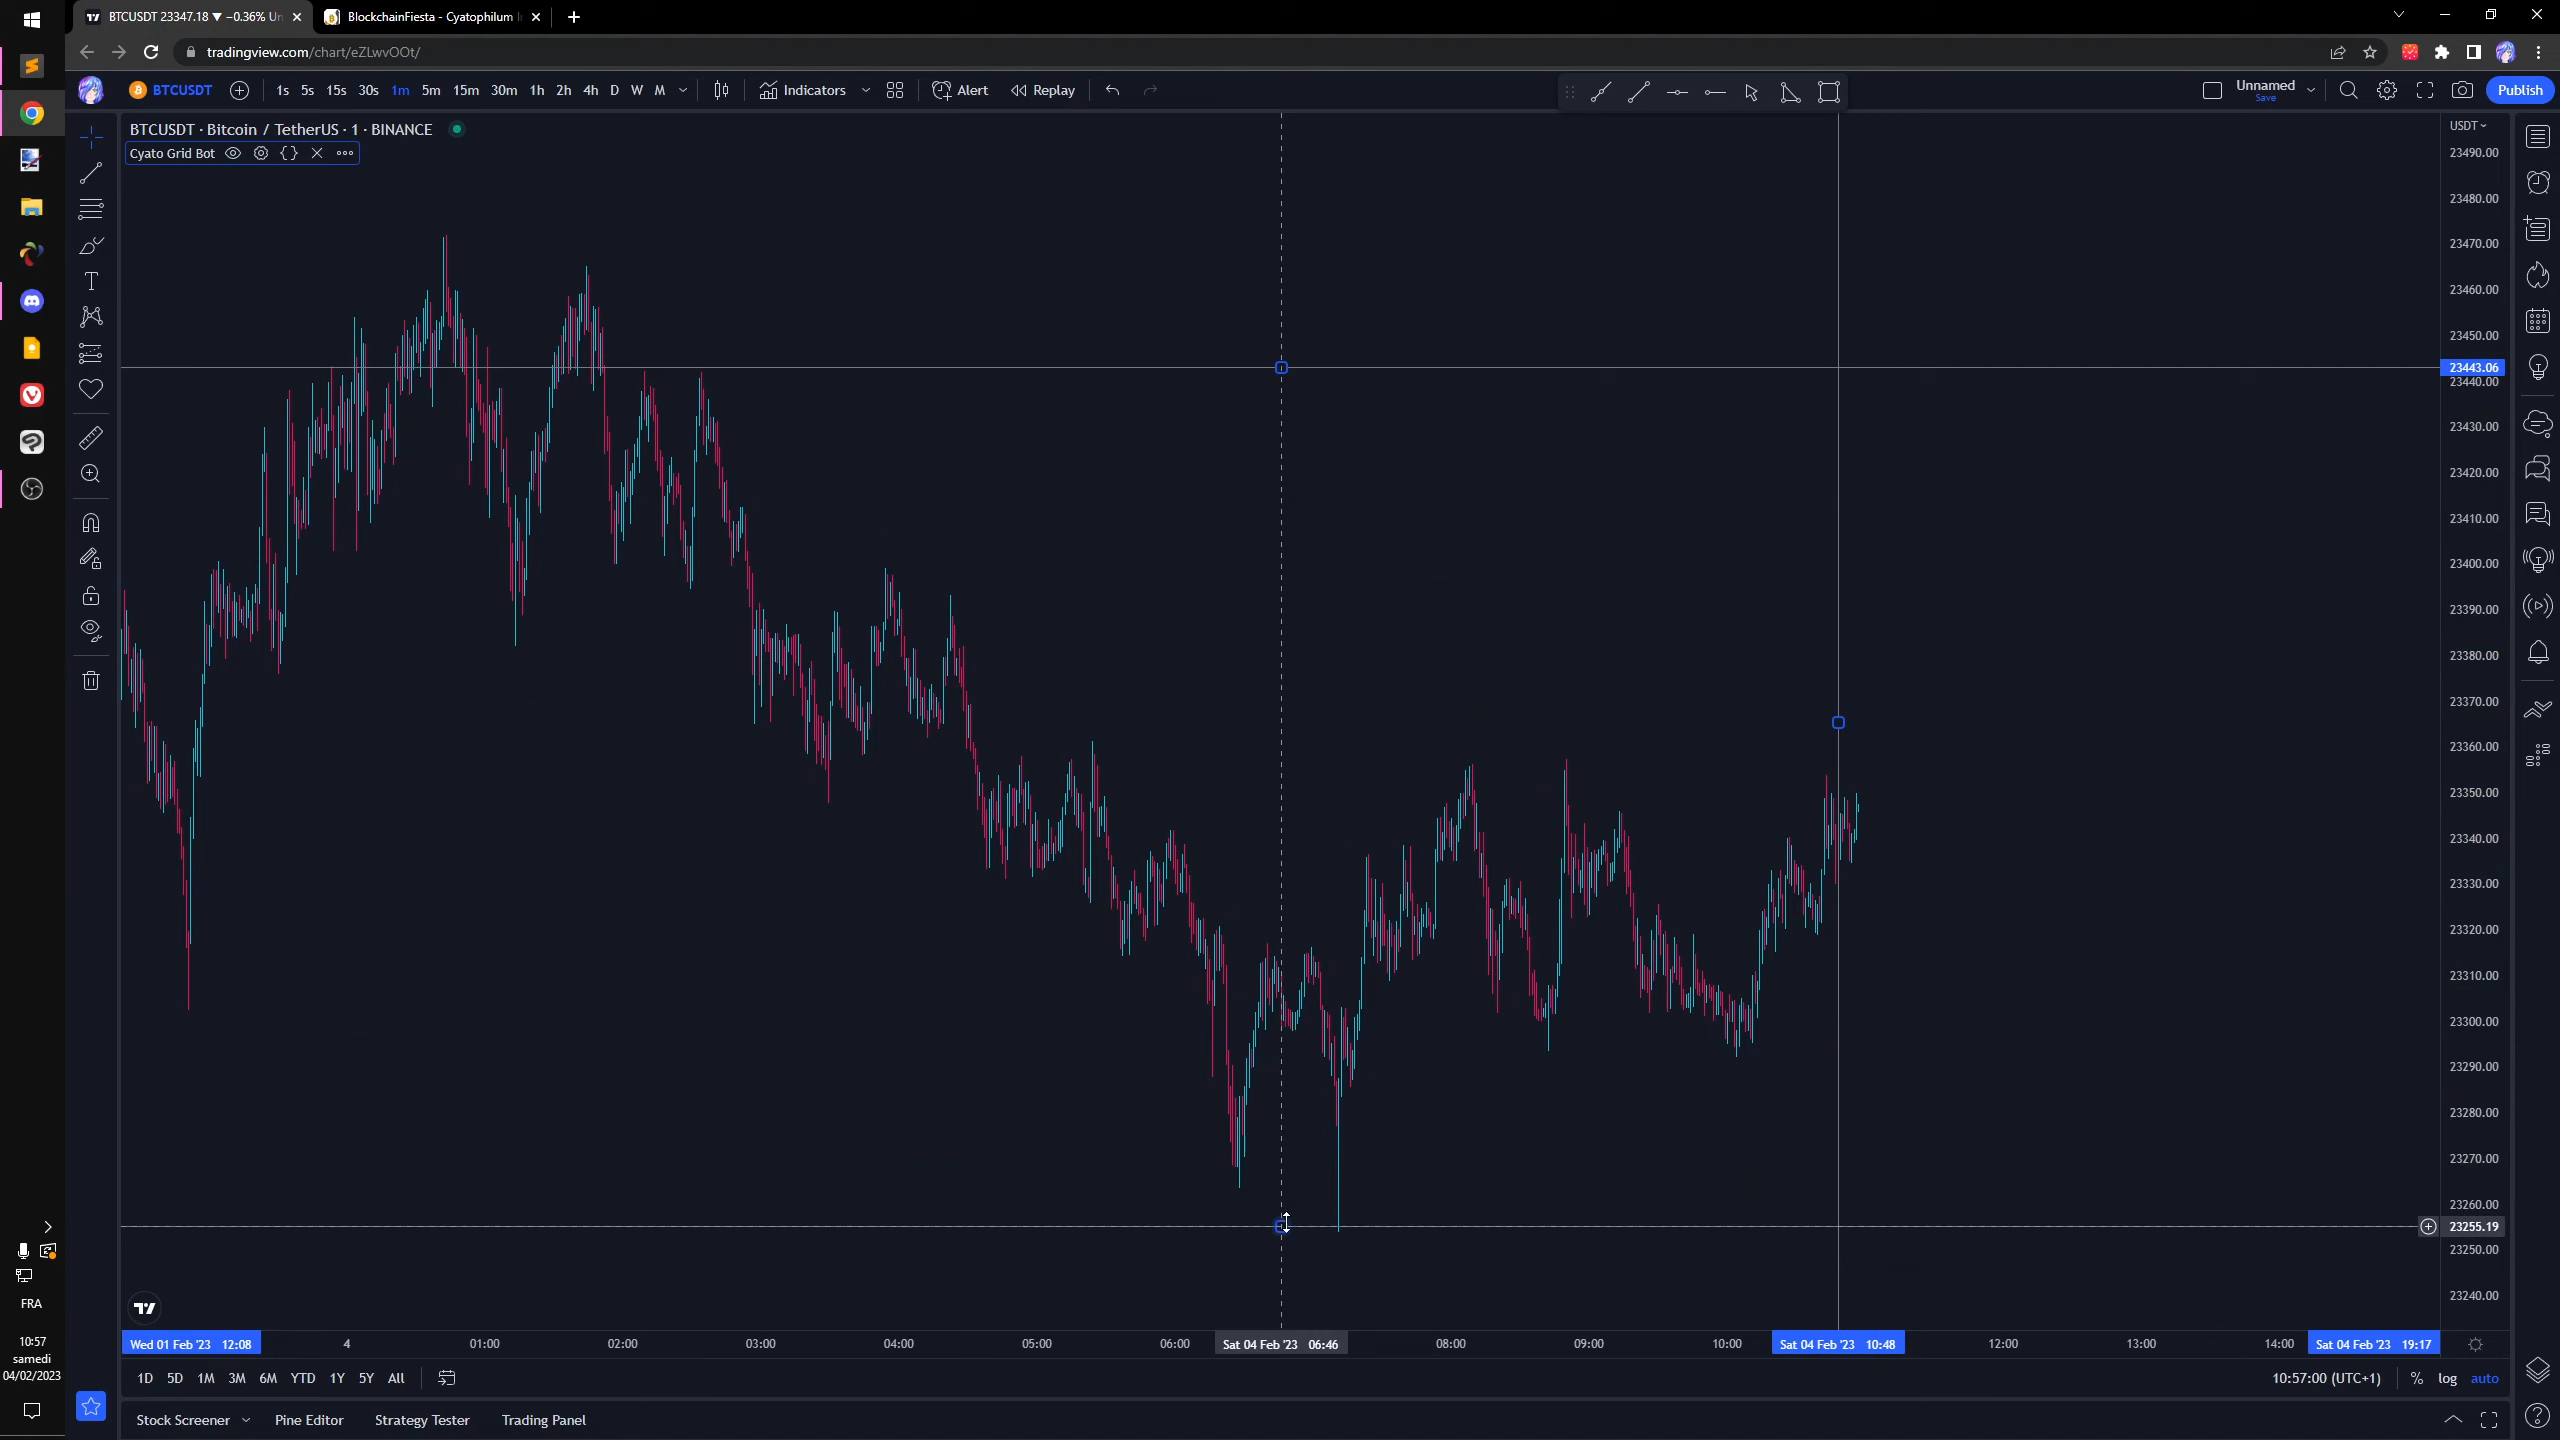 BTCUSDT 23347.18 ▼ −0.36% Un
BlockchainFiesta - Cyatophilum
tradingview.com/chart/eZLwvOOt/
BTCUSDT 1s 5s 15s 30s 1m 5m 15m 30m 1h 2h 4h D W M Indicators Alert Replay Unnamed Publish
Save
BTCUSDT · Bitcoin / TetherUS · 1 · BINANCE
USDT
Cyato Grid Bot
23490.00
23480.00
23470.00
23460.00
23450.00
23443.06
23440.00
23430.00
23420.00
23410.00
23400.00
23390.00
23380.00
23370.00
23360.00
23350.00
23340.00
23330.00
23320.00
23310.00
23300.00
23290.00
23280.00
23270.00
23260.00
23255.19
23250.00
23240.00
FRA
10:57
samedi
04/02/2023
Wed 01 Feb '23 12:08 4 01:00 02:00 03:00 04:00 05:00 06:00 Sat 04 Feb '23 06:46 08:00 09:00 10:00 Sat 04 Feb '23 10:48 12:00 13:00 14:00 Sat 04 Feb '23 19:17
1D 5D 1M 3M 6M YTD 1Y 5Y All 10:57:00 (UTC+1) % log auto
Stock Screener Pine Editor Strategy Tester Trading Panel